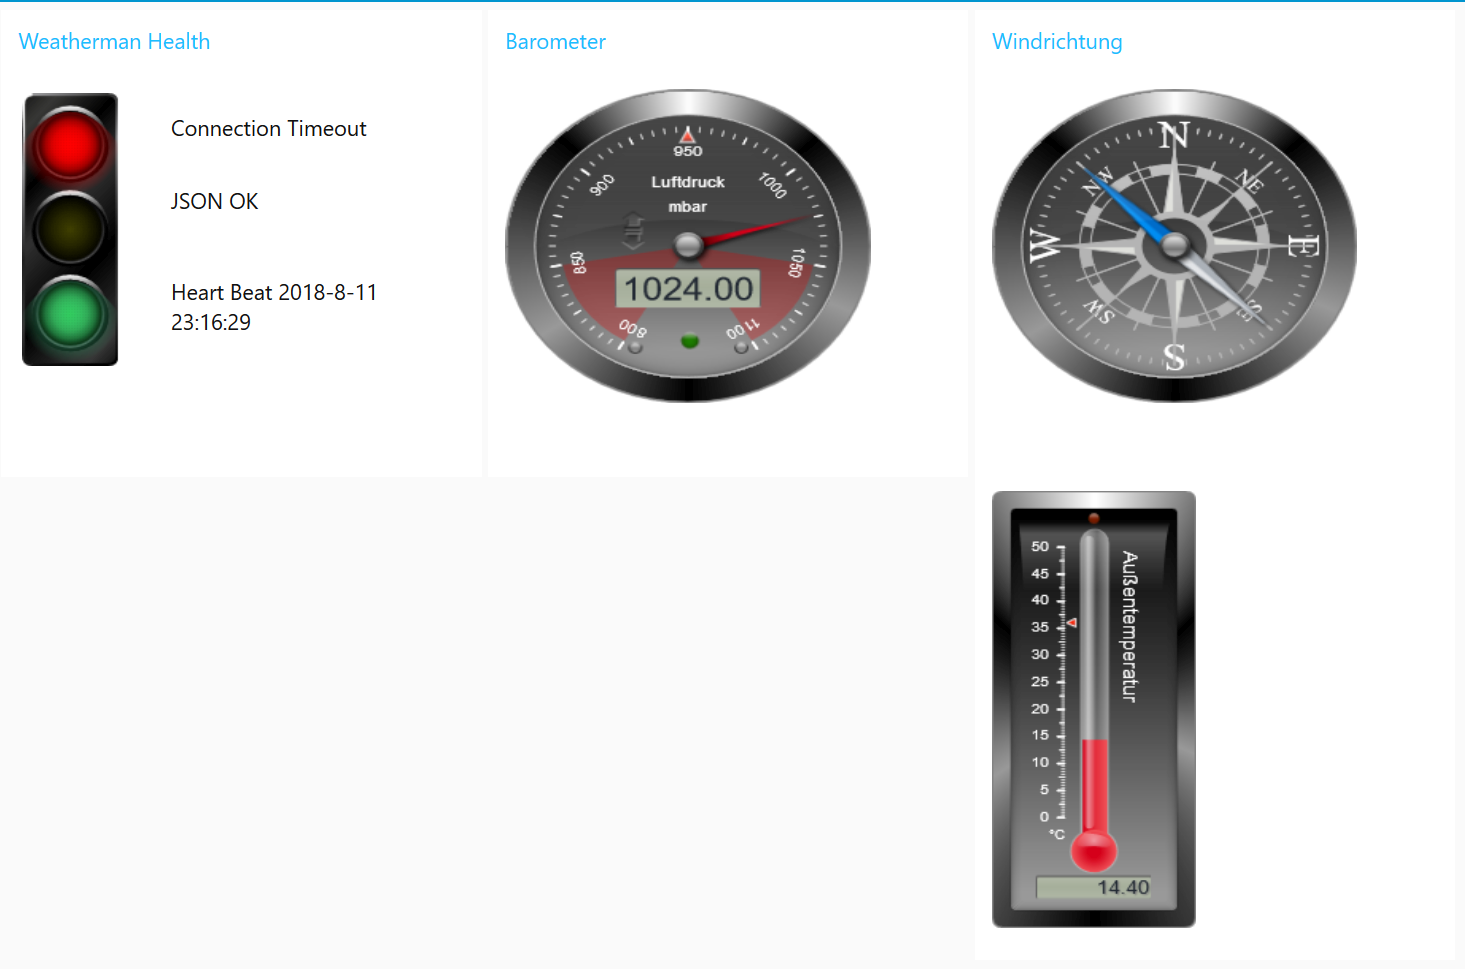 Weatherman Health
Connection Timeout
JSON OK
Heart Beat 2018-8-11
23:16:29
Barometer
800
850
900
950
1000
1050
1100
Luftdruck
mbar
1024.00
Windrichtung
N
NE
E
SE
S
SW
W
NW
Außentemperatur
50
45
40
35
30
25
20
15
10
5
0
°C
14.40